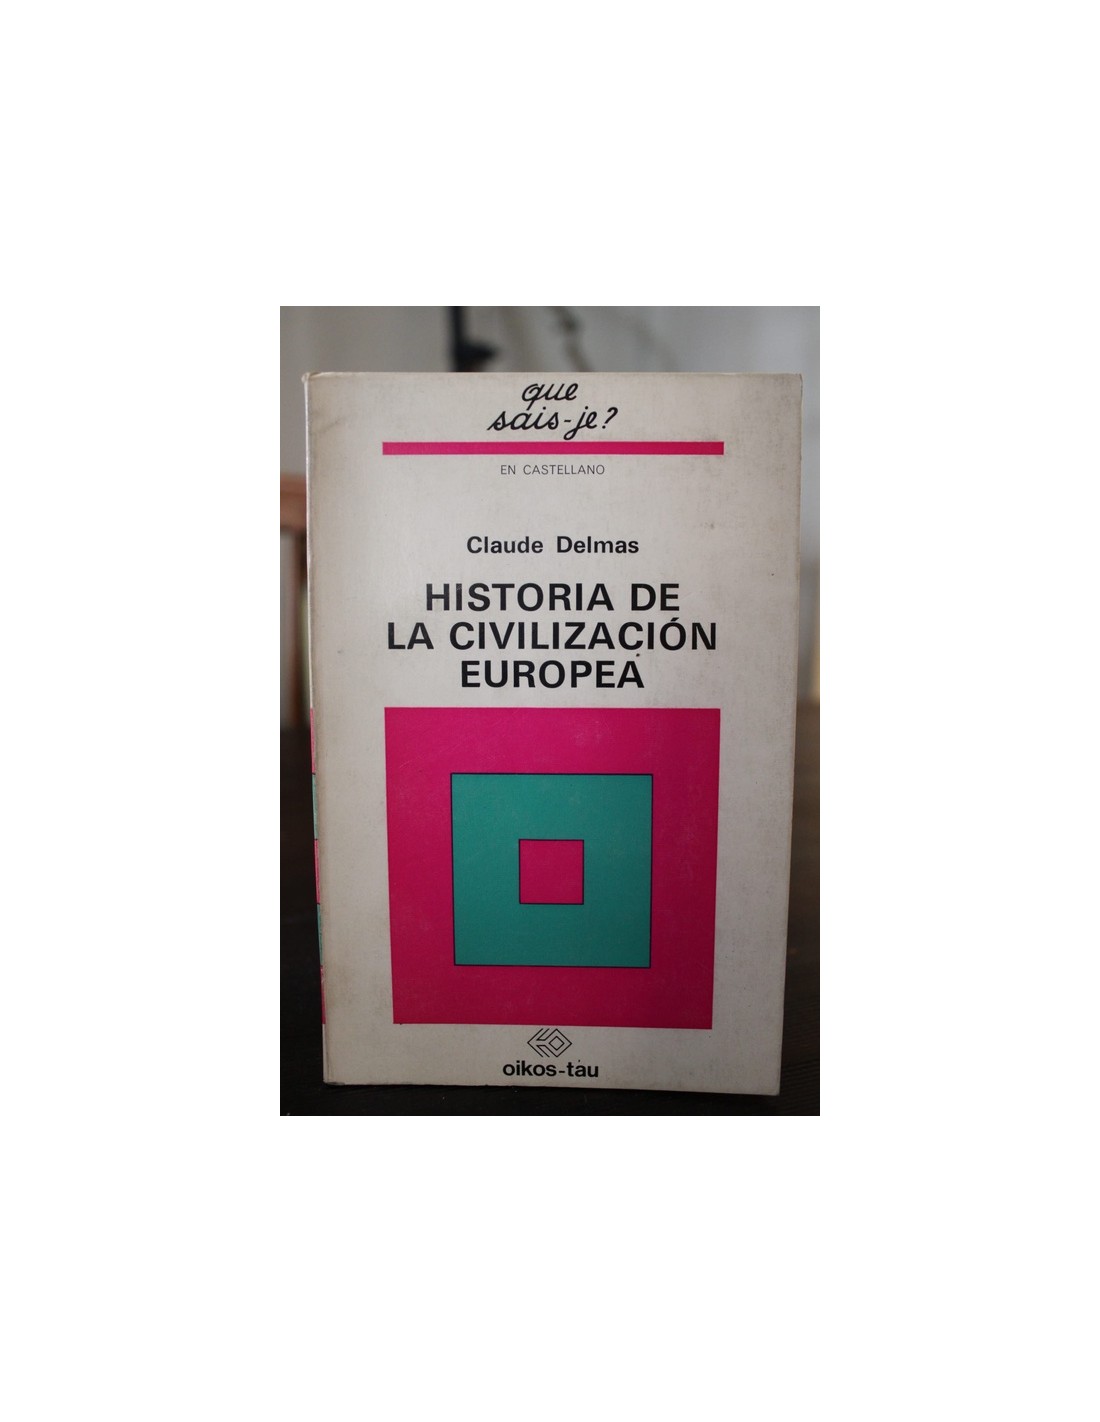 que
sais-je?
EN CASTELLANO
Claude Delmas
HISTORIA DE
LA CIVILIZACIÓN
EUROPEA
oikos-tau